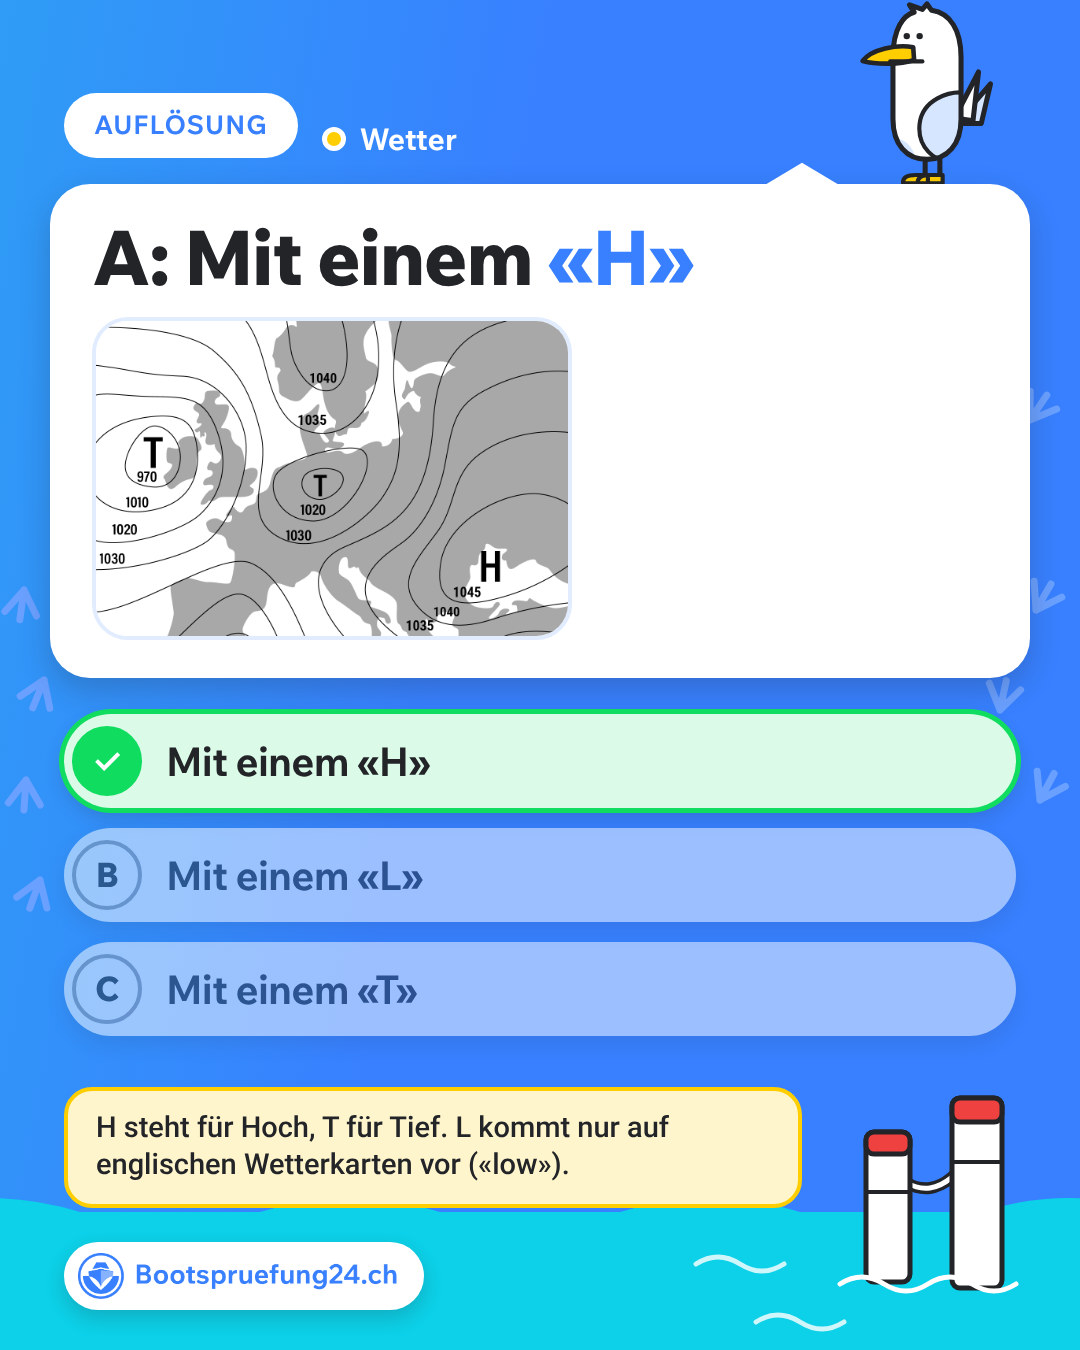 AUFLÖSUNG
Wetter
A: Mit einem «H»
1040
1035
T
970
T
1010
1020
1020
1030
1030
H
1045
1040
1035
Mit einem «H»
B Mit einem «L»
C Mit einem «T»
H steht für Hoch, T für Tief. L kommt nur auf
englischen Wetterkarten vor («low»).
Bootspruefung24.ch